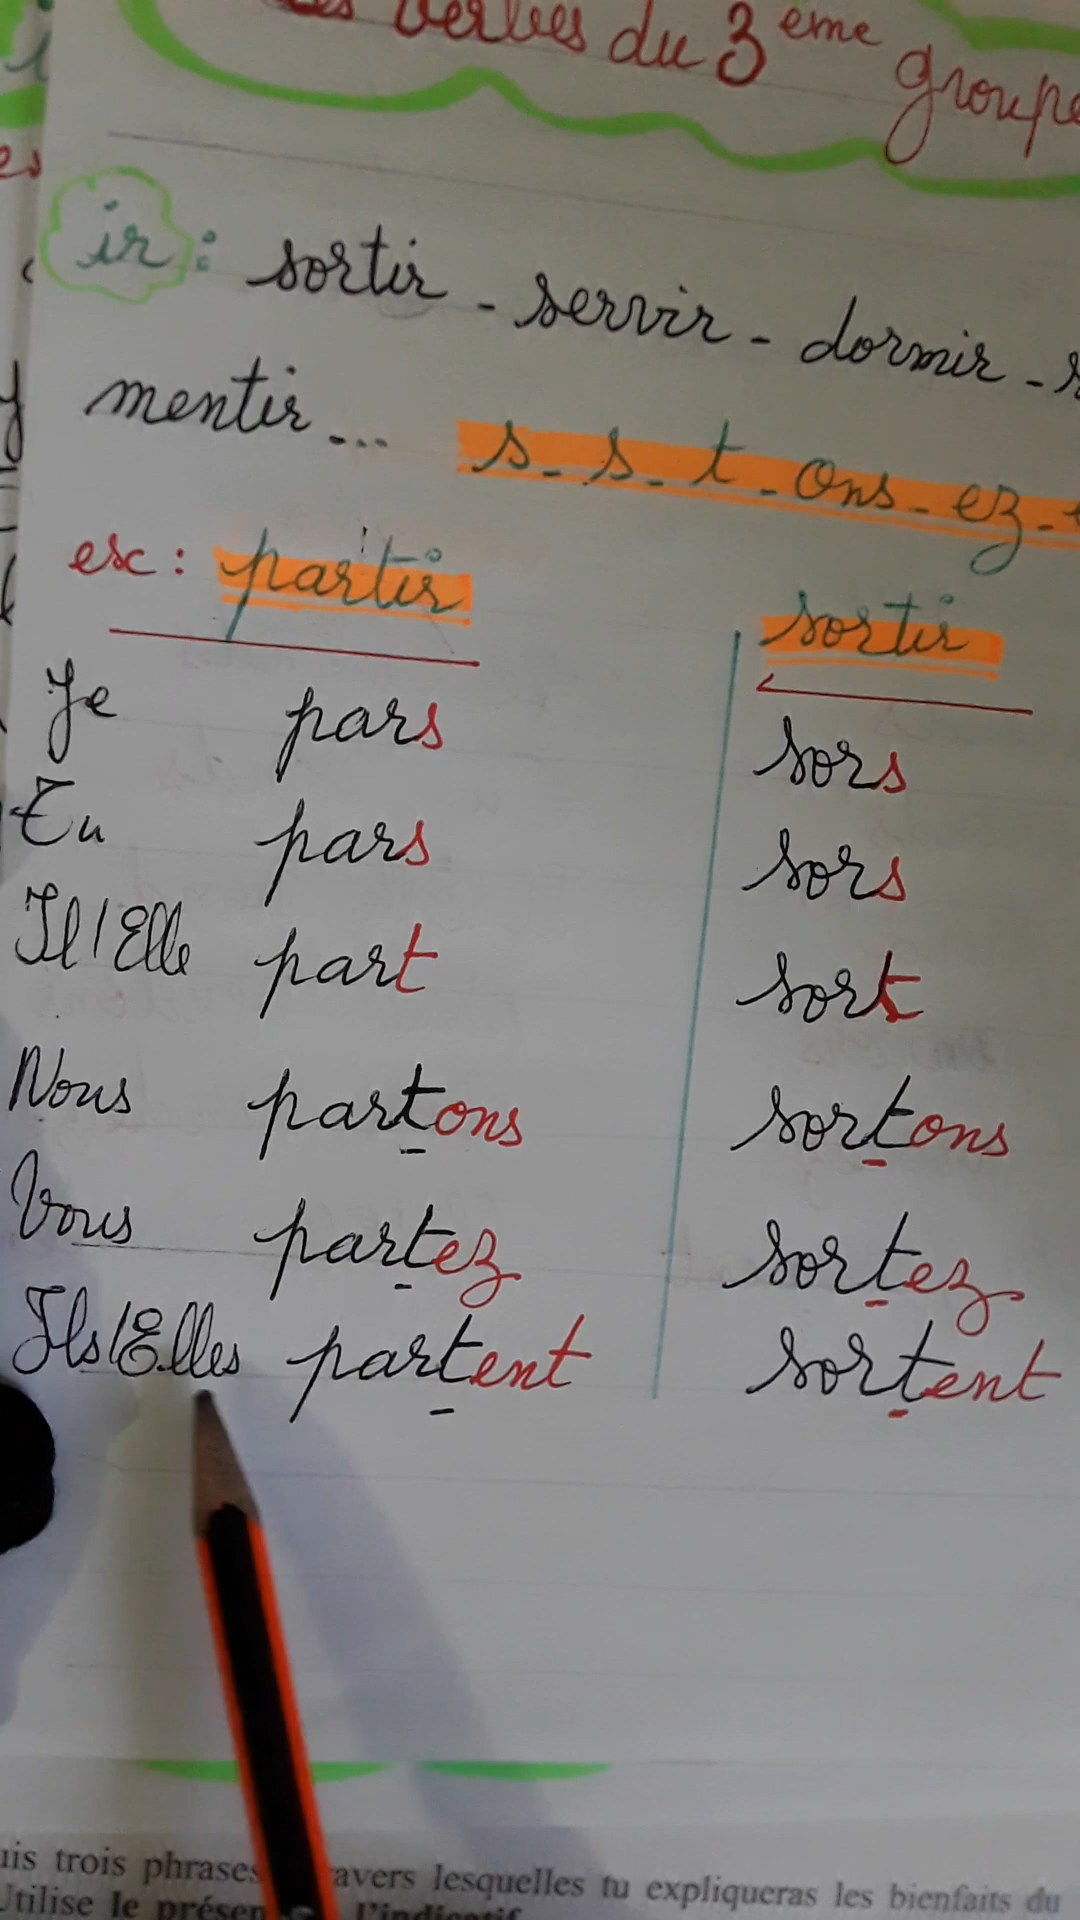 verbes du 3ème groupe
ir : sortir - servir - dormir -
mentir...
s - s - t - ons - ez -
ex : partir sortir
Je pars sors
Tu pars sors
Il/Elle part sort
Nous partons sortons
Vous partez sortez
Ils/Elles partent sortent
trois phrases lesquelles tu expliqueras les bienfaits du
Utilise le l'indicatif